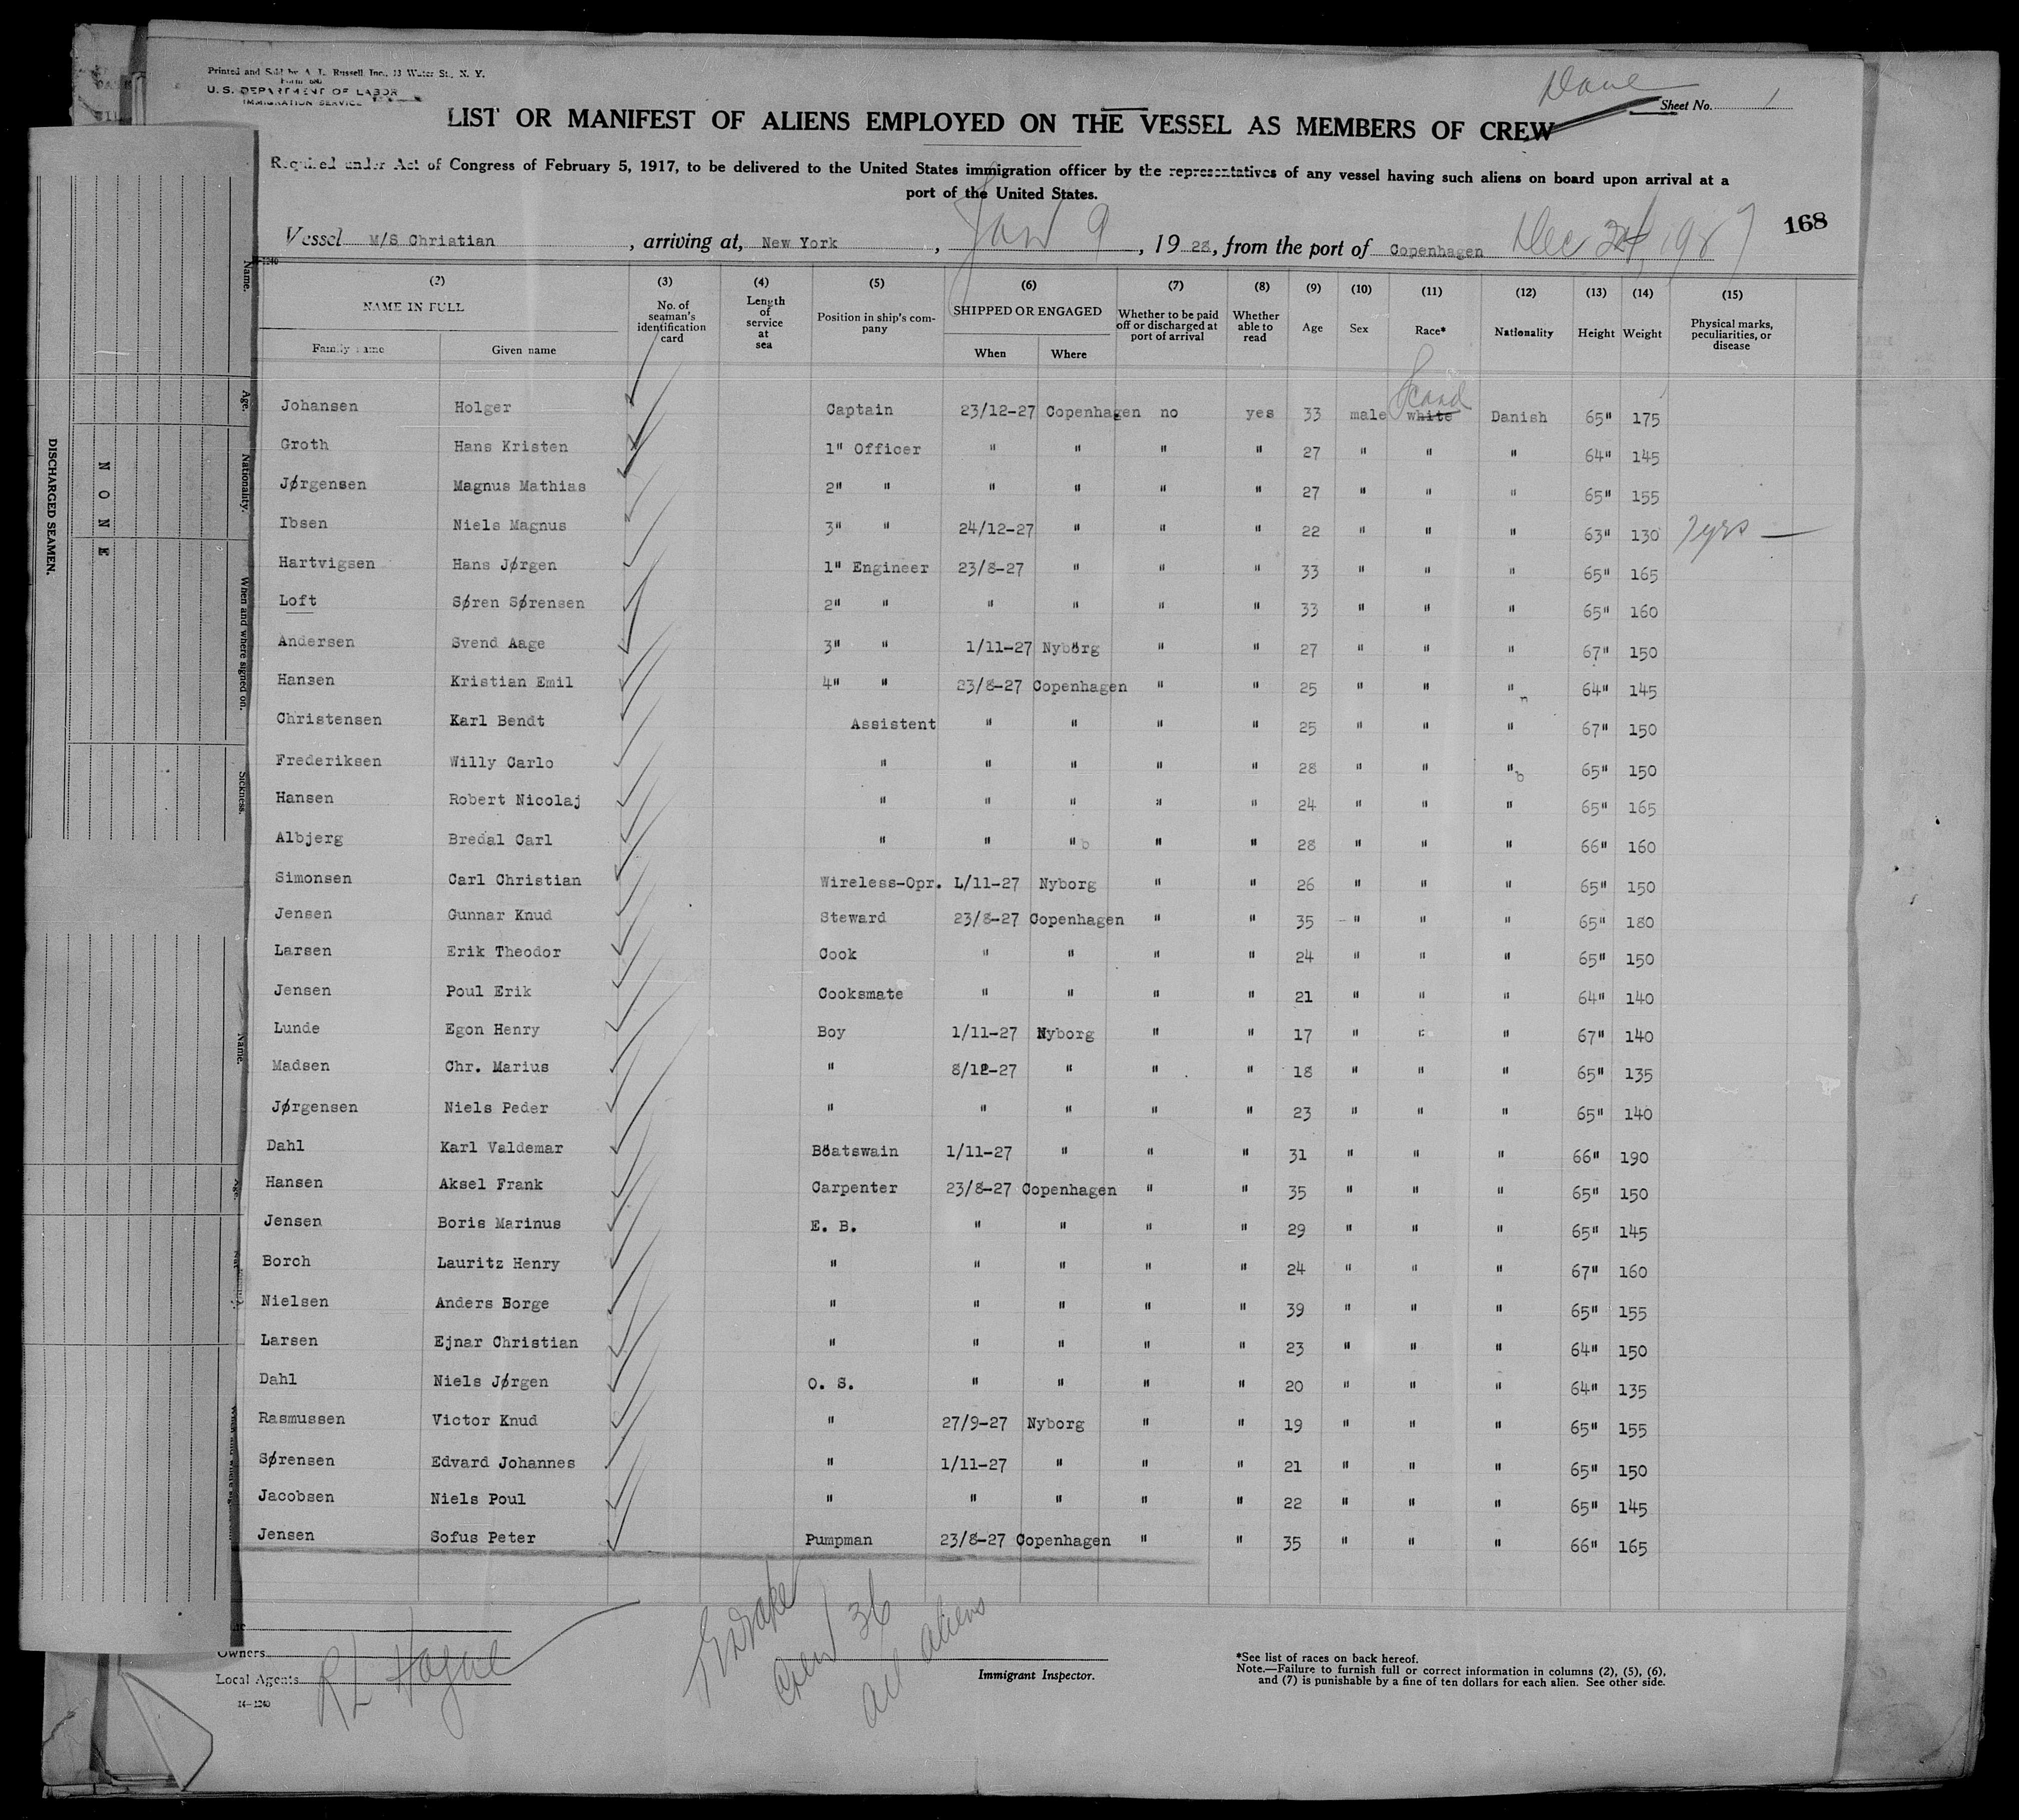 Printed and Sold by A. L. Russell, Inc., 13 Water St., N. Y.
Form 680
U. S. DEPARTMENT OF LABOR
IMMIGRATION SERVICE
Sheet No. 1
LIST OR MANIFEST OF ALIENS EMPLOYED ON THE VESSEL AS MEMBERS OF CREW
Required under Act of Congress of February 5, 1917, to be delivered to the United States immigration officer by the representatives of any vessel having such aliens on board upon arrival at a
port of the United States.
168
Vessel M/S Christian, arriving at, New York, Jan 9, 1928, from the port of Copenhagen Dec 24, 1927
(2) (3) (4) (5) (6) (7) (8) (9) (10) (11) (12) (13) (14) (15)
NAME IN FULL No. of seaman's identification card Length of service at sea Position in ship's company SHIPPED OR ENGAGED Whether to be paid off or discharged at port of arrival Whether able to read Age Sex Race* Nationality Height Weight Physical marks, peculiarities, or disease
Family name Given name When Where
Scand
Johansen Holger Captain 23/12-27 Copenhagen no yes 33 male white Danish 65" 175
Groth Hans Kristen 1" Officer " " " " 27 " " " 64" 145
Jørgensen Magnus Mathias 2" " " " " " 27 " " " 65" 155
Ibsen Niels Magnus 3" " 24/12-27 " " " 22 " " " 63" 130 7yrs —
Hartvigsen Hans Jørgen 1" Engineer 23/8-27 " " " 33 " " " 65" 165
Loft Søren Sørensen 2" " " " " " 33 " " " 65" 160
Andersen Svend Aage 3" " 1/11-27 Nyborg " " 27 " " " 67" 150
Hansen Kristian Emil 4" " 23/8-27 Copenhagen " " 25 " " " 64" 145
Christensen Karl Bendt Assistent " " " " 25 " " " 67" 150
Frederiksen Willy Carlo " " " " " 28 " " " 65" 150
Hansen Robert Nicolaj " " " " " 24 " " " 65" 165
Albjerg Bredal Carl " " " " " 28 " " " 66" 160
Simonsen Carl Christian Wireless-Opr. L/11-27 Nyborg " " 26 " " " 65" 150
Jensen Gunnar Knud Steward 23/8-27 Copenhagen " " 35 " " " 65" 180
Larsen Erik Theodor Cook " " " " 24 " " " 65" 150
Jensen Poul Erik Cooksmate " " " " 21 " " " 64" 140
Lunde Egon Henry Boy 1/11-27 Nyborg " " 17 " " " 67" 140
Madsen Chr. Marius " 8/12-27 " " " 18 " " " 65" 135
Jørgensen Niels Peder " " " " " 23 " " " 65" 140
Dahl Karl Valdemar Boatswain 1/11-27 " " " 31 " " " 66" 190
Hansen Aksel Frank Carpenter 23/8-27 Copenhagen " " 35 " " " 65" 150
Jensen Boris Marinus E. B. " " " " 29 " " " 65" 145
Borch Lauritz Henry " " " " " 24 " " " 67" 160
Nielsen Anders Borge " " " " " 39 " " " 65" 155
Larsen Ejnar Christian " " " " " 23 " " " 64" 150
Dahl Niels Jørgen O. S. " " " " 20 " " " 64" 135
Rasmussen Victor Knud " 27/9-27 Nyborg " " 19 " " " 65" 155
Sørensen Edvard Johannes " 1/11-27 " " " 21 " " " 65" 150
Jacobsen Niels Poul " " " " " 22 " " " 65" 145
Jensen Sofus Peter Pumpman 23/8-27 Copenhagen " " 35 " " " 66" 165
Crew 36
all aliens
Owners
Local Agents R L Hague
14-1240
Immigrant Inspector.
*See list of races on back hereof.
Note.—Failure to furnish full or correct information in columns (2), (5), (6),
and (7) is punishable by a fine of ten dollars for each alien. See other side.
DISCHARGED SEAMEN.
NONE
Name.
Age.
Nationality.
When and where signed on.
Sickness.
Name.